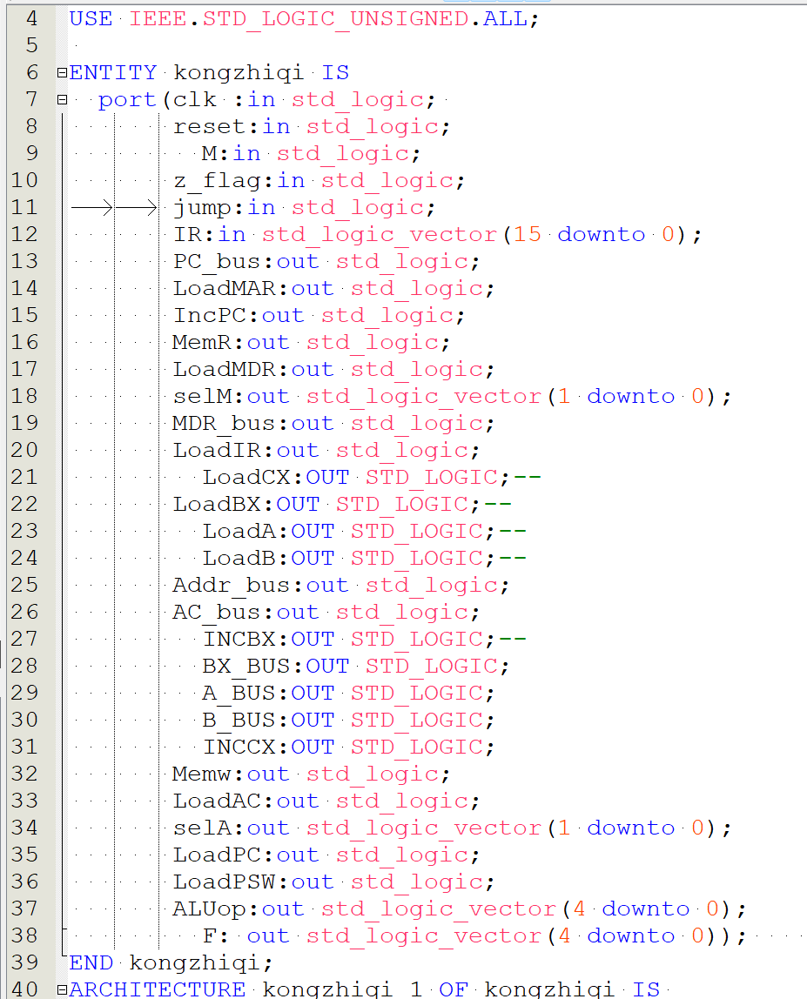 4 USE IEEE.STD_LOGIC_UNSIGNED.ALL;
5
6 ENTITY kongzhiqi IS
7 port(clk :in std_logic;
8 reset:in std_logic;
9 M:in std_logic;
10 z_flag:in std_logic;
11 jump:in std_logic;
12 IR:in std_logic_vector(15 downto 0);
13 PC_bus:out std_logic;
14 LoadMAR:out std_logic;
15 IncPC:out std_logic;
16 MemR:out std_logic;
17 LoadMDR:out std_logic;
18 selM:out std_logic_vector(1 downto 0);
19 MDR_bus:out std_logic;
20 LoadIR:out std_logic;
21 LoadCX:OUT STD_LOGIC;--
22 LoadBX:OUT STD_LOGIC;--
23 LoadA:OUT STD_LOGIC;--
24 LoadB:OUT STD_LOGIC;--
25 Addr_bus:out std_logic;
26 AC_bus:out std_logic;
27 INCBX:OUT STD_LOGIC;--
28 BX_BUS:OUT STD_LOGIC;
29 A_BUS:OUT STD_LOGIC;
30 B_BUS:OUT STD_LOGIC;
31 INCCX:OUT STD_LOGIC;
32 Memw:out std_logic;
33 LoadAC:out std_logic;
34 selA:out std_logic_vector(1 downto 0);
35 LoadPC:out std_logic;
36 LoadPSW:out std_logic;
37 ALUop:out std_logic_vector(4 downto 0);
38 F: out std_logic_vector(4 downto 0));
39 END kongzhiqi;
40 ARCHITECTURE kongzhiqi_1 OF kongzhiqi IS